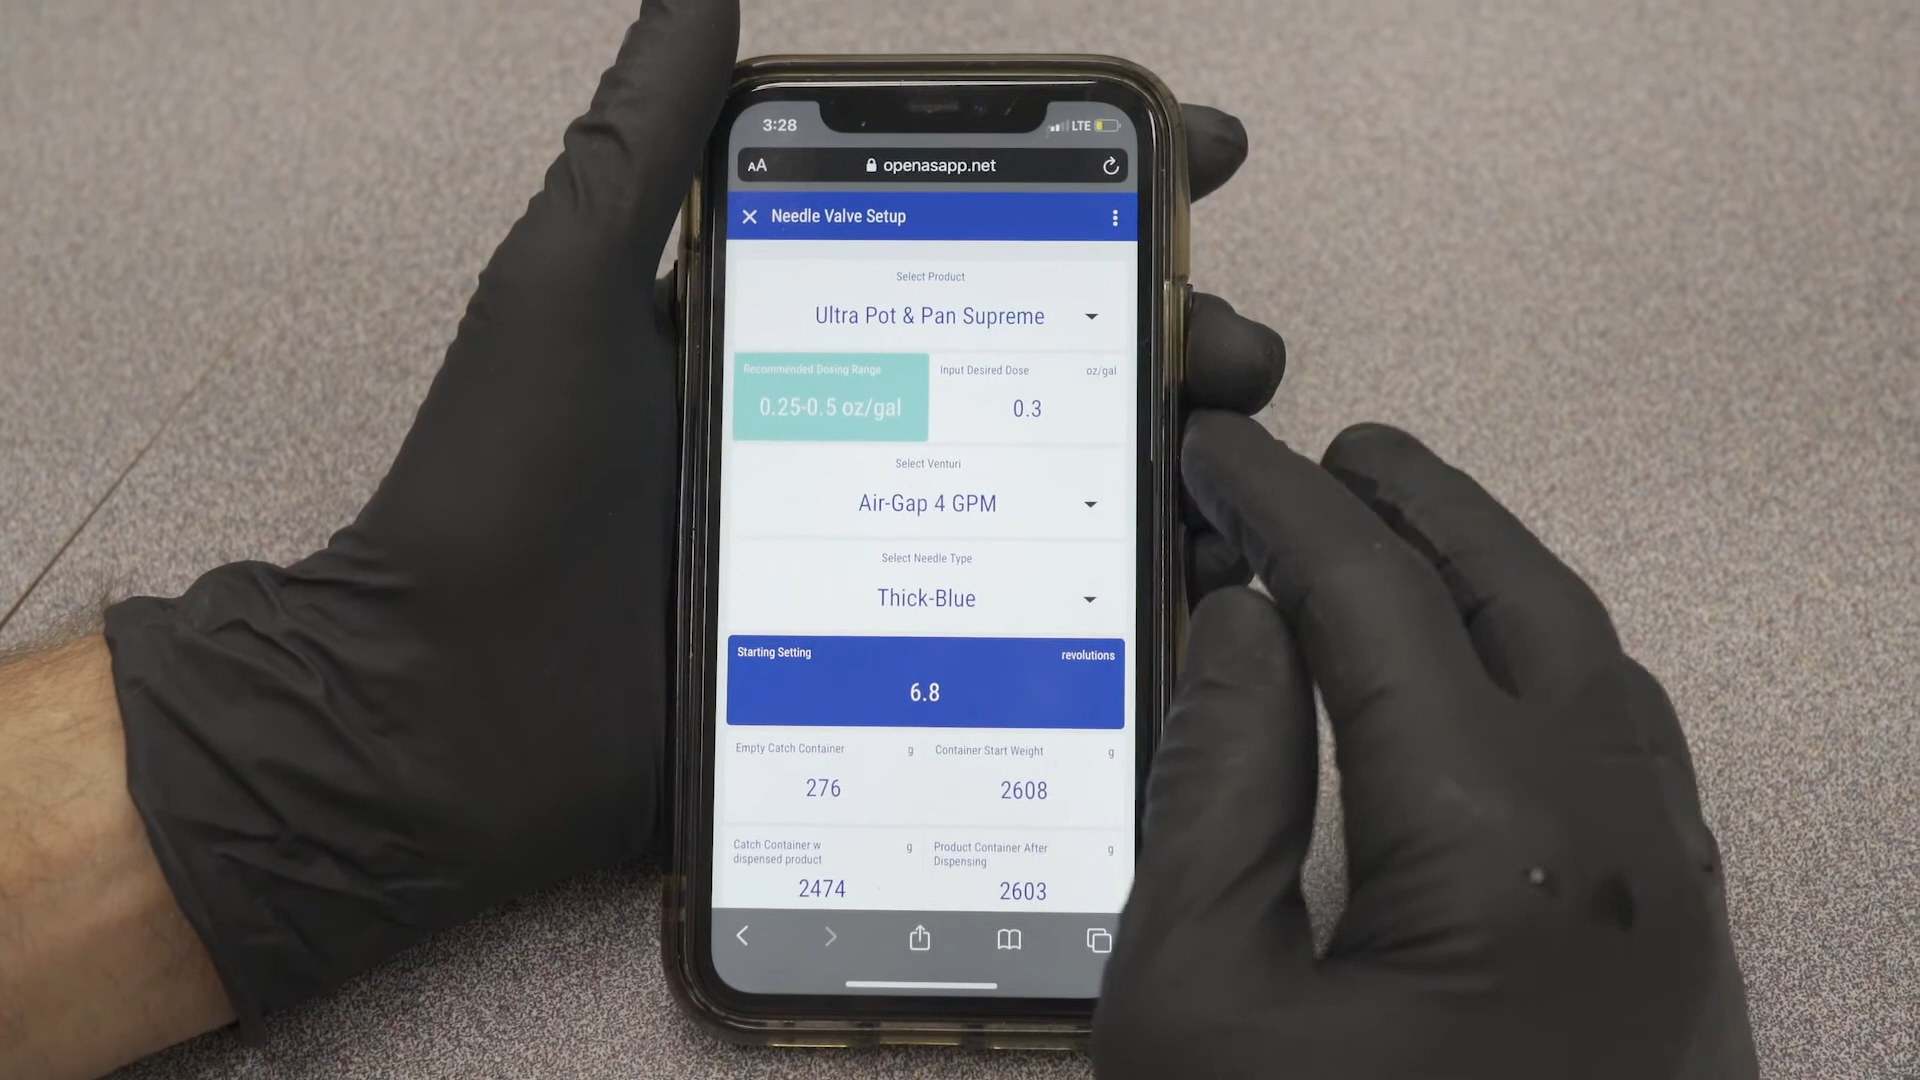 3:28 LTE
AA openasapp.net
Needle Valve Setup
Select Product
Ultra Pot & Pan Supreme
Recommended Dosing Range
0.25-0.5 oz/gal
Input Desired Dose oz/gal
0.3
Select Venturi
Air-Gap 4 GPM
Select Needle Type
Thick-Blue
Starting Setting revolutions
6.8
Empty Catch Container g
276
Container Start Weight g
2608
Catch Container w g
dispensed product
2474
Product Container After g
Dispensing
2603